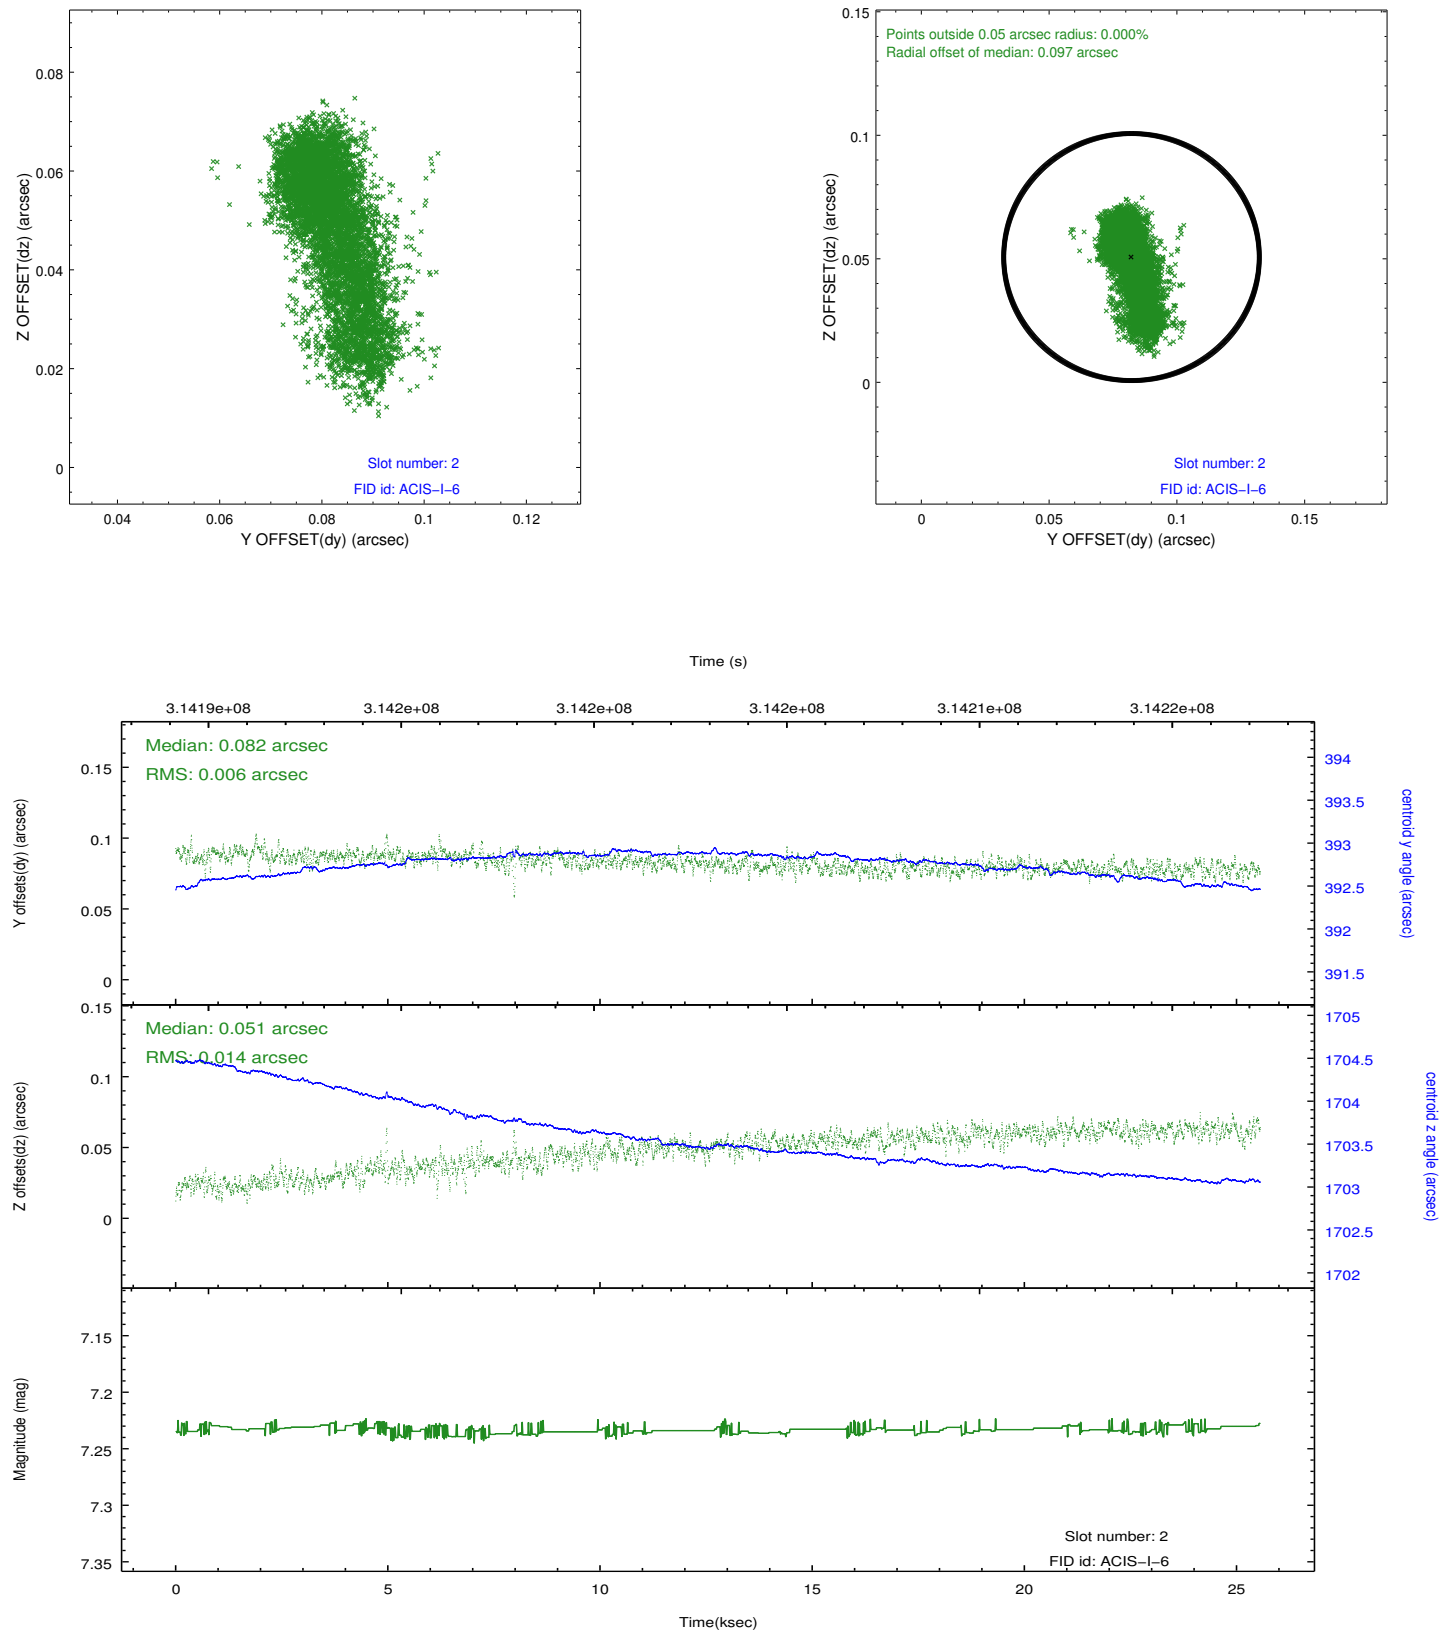 0.08
0.06
0.04
0.02
0
Z OFFSET(dz) (arcsec)
0.04
0.06
0.08
0.1
0.12
Y OFFSET(dy) (arcsec)
Slot number: 2
FID id: ACIS−I−6
0.15
0.1
0.05
0
Z OFFSET(dz) (arcsec)
Points outside 0.05 arcsec radius: 0.000%
Radial offset of median: 0.097 arcsec
Slot number: 2
FID id: ACIS−I−6
0
0.05
0.1
0.15
Y OFFSET(dy) (arcsec)
Time (s)
3.1419e+08
3.142e+08
3.142e+08
3.142e+08
3.1421e+08
3.1422e+08
Median: 0.082 arcsec
RMS: 0.006 arcsec
0.15
0.1
0.05
0
Y offsets(dy) (arcsec)
394
393.5
393
392.5
392
391.5
centroid y angle (arcsec)
Median: 0.051 arcsec
RMS: 0.014 arcsec
0.15
0.1
0.05
0
Z offsets(dz) (arcsec)
1705
1704.5
1704
1703.5
1703
1702.5
1702
centroid z angle (arcsec)
7.15
7.2
7.25
7.3
7.35
Magnitude (mag)
Slot number: 2
FID id: ACIS−I−6
0
5
10
15
20
25
Time(ksec)